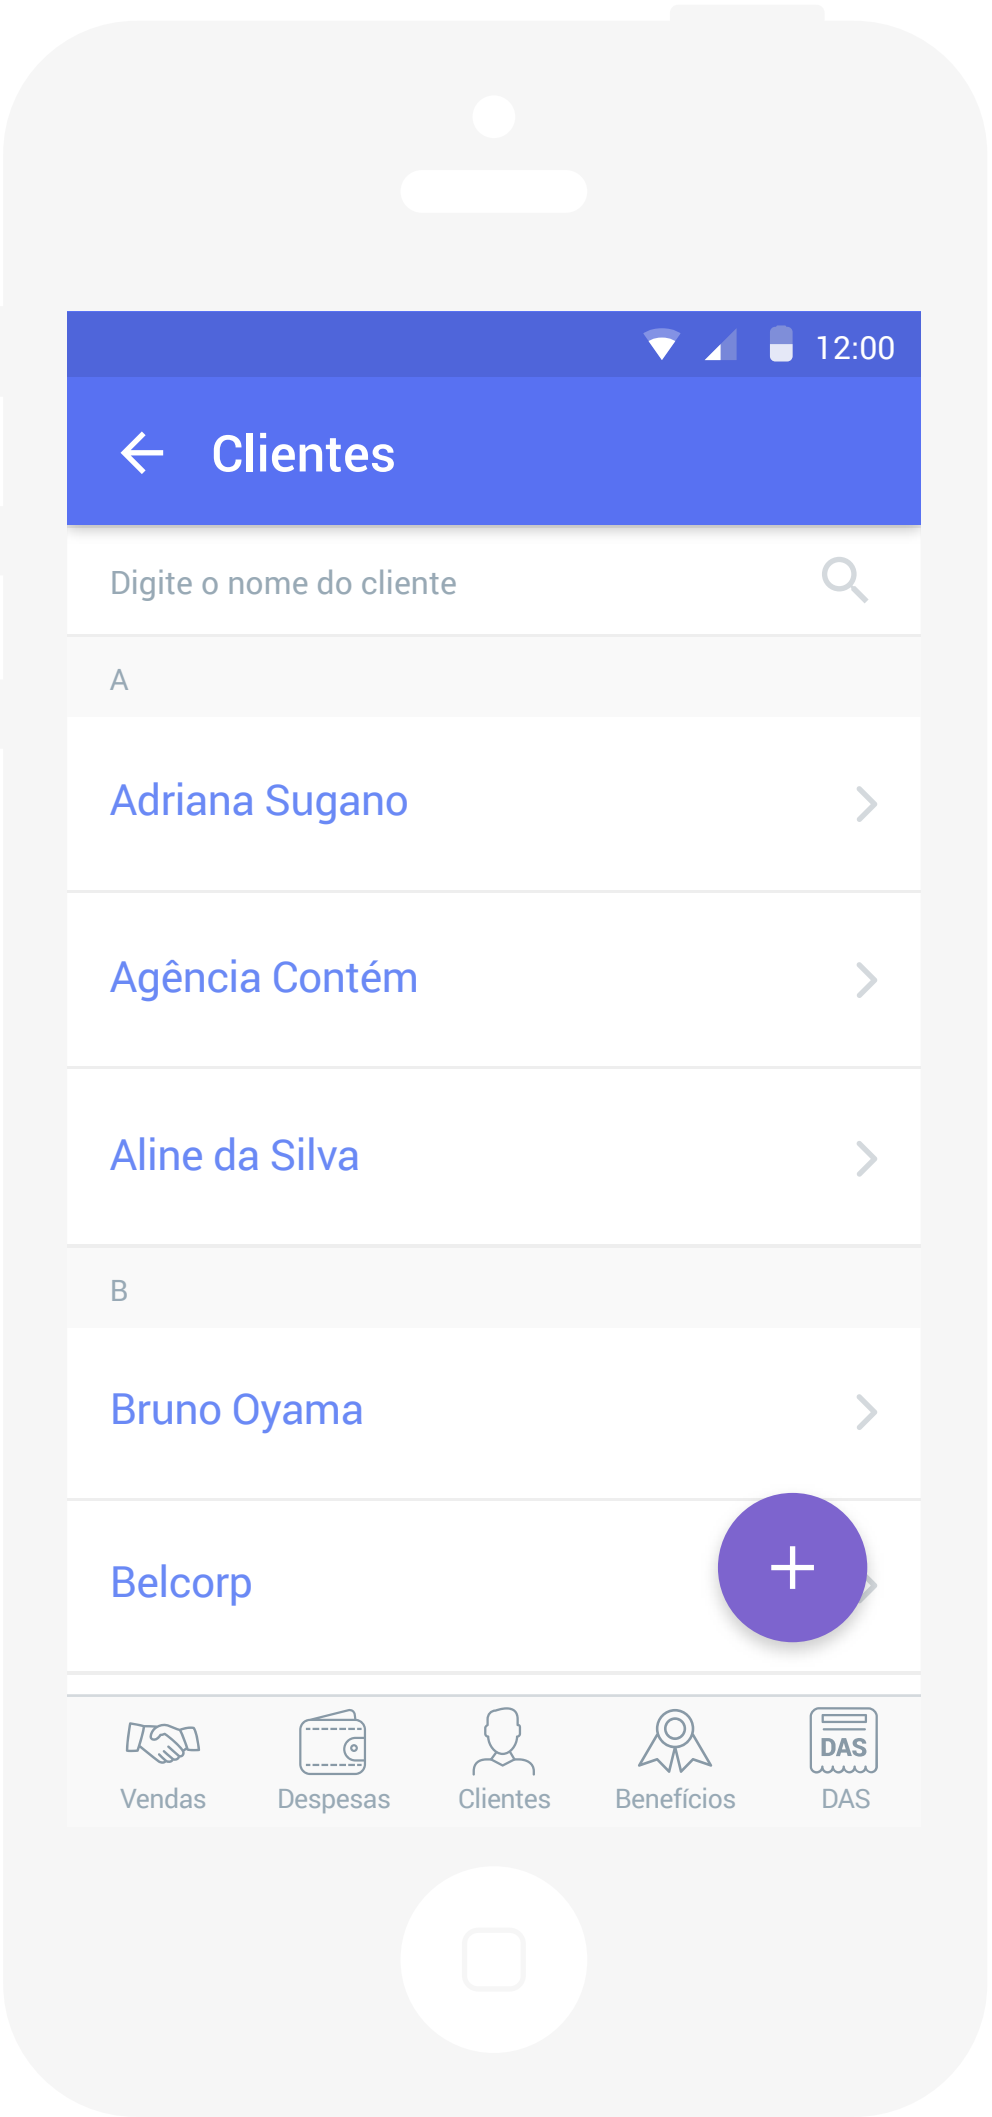 12:00
Clientes
Digite o nome do cliente
A
Adriana Sugano
Agência Contém
Aline da Silva
B
Bruno Oyama
Belcorp
DAS
Vendas Despesas Clientes Benefícios DAS